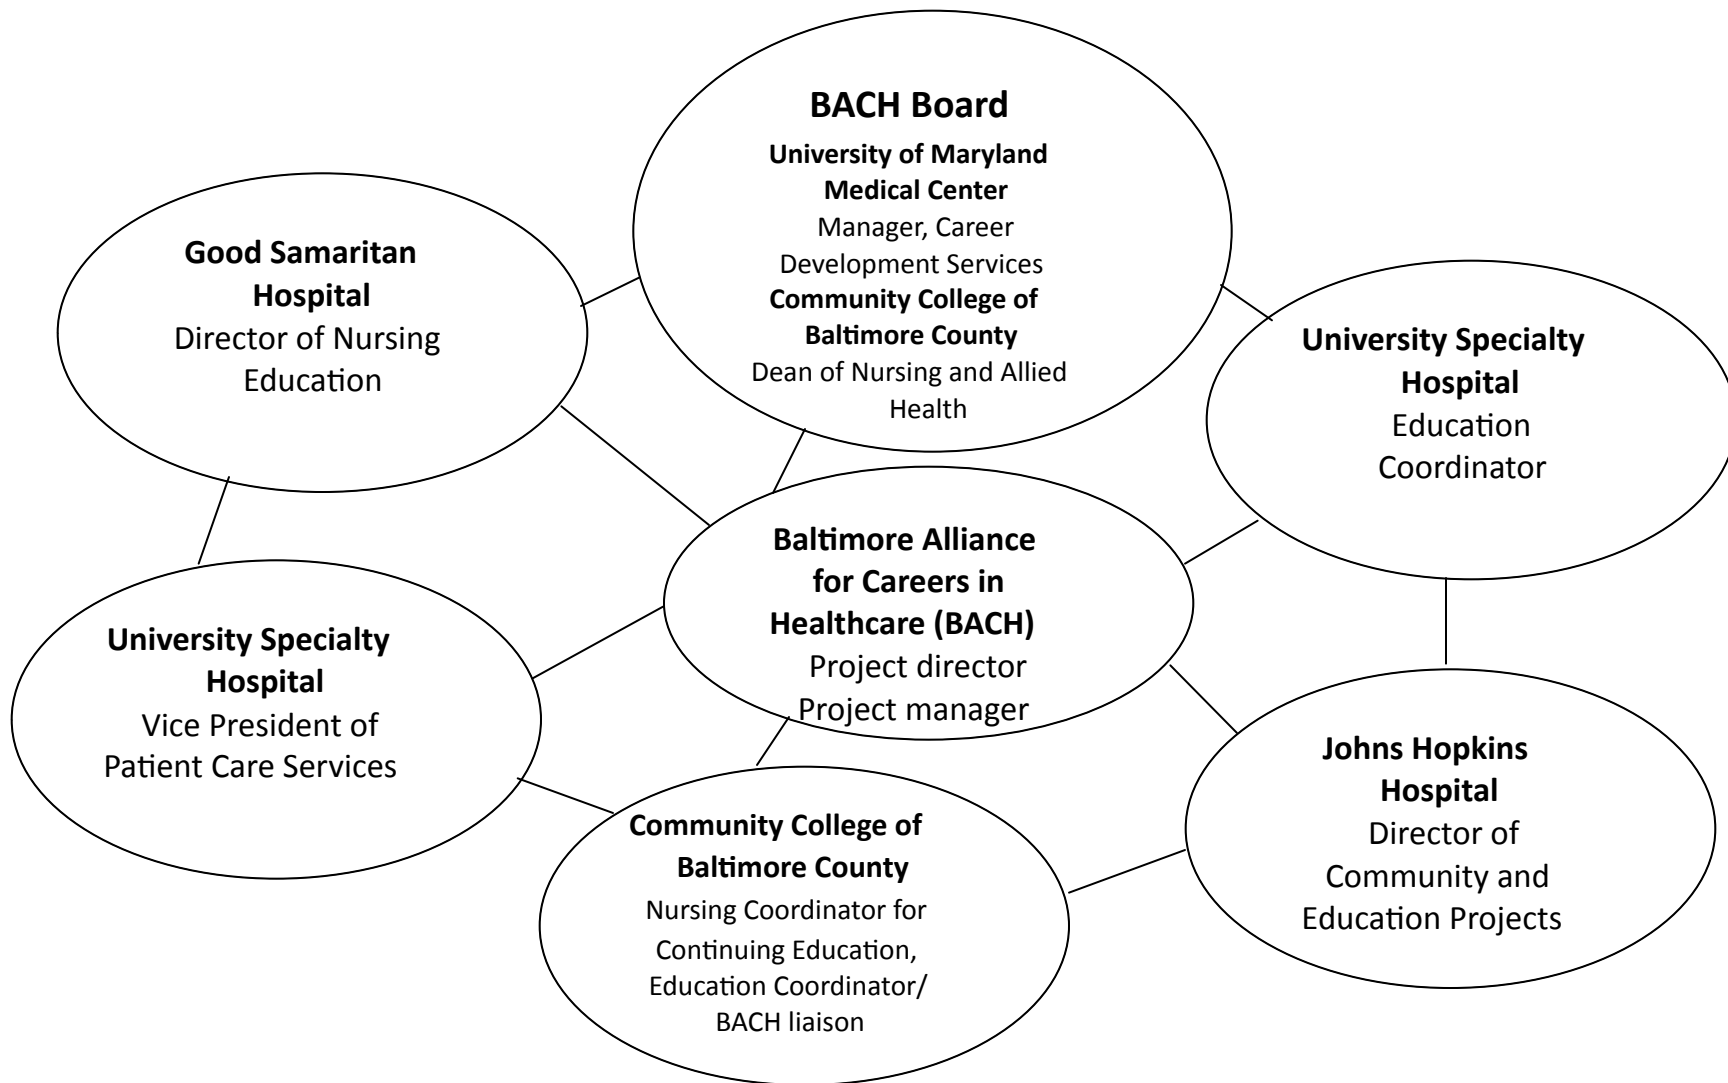 BACH Board
University of Maryland
Medical Center
Manager, Career
Development Services
Community College of
Baltimore County
Dean of Nursing and Allied
Health
Good Samaritan
Hospital
Director of Nursing
Education
University Specialty
Hospital
Education
Coordinator
Baltimore Alliance
for Careers in
Healthcare (BACH)
Project director
Project manager
University Specialty
Hospital
Vice President of
Patient Care Services
Johns Hopkins
Hospital
Director of
Community and
Education Projects
Community College of
Baltimore County
Nursing Coordinator for
Continuing Education,
Education Coordinator/
BACH liaison